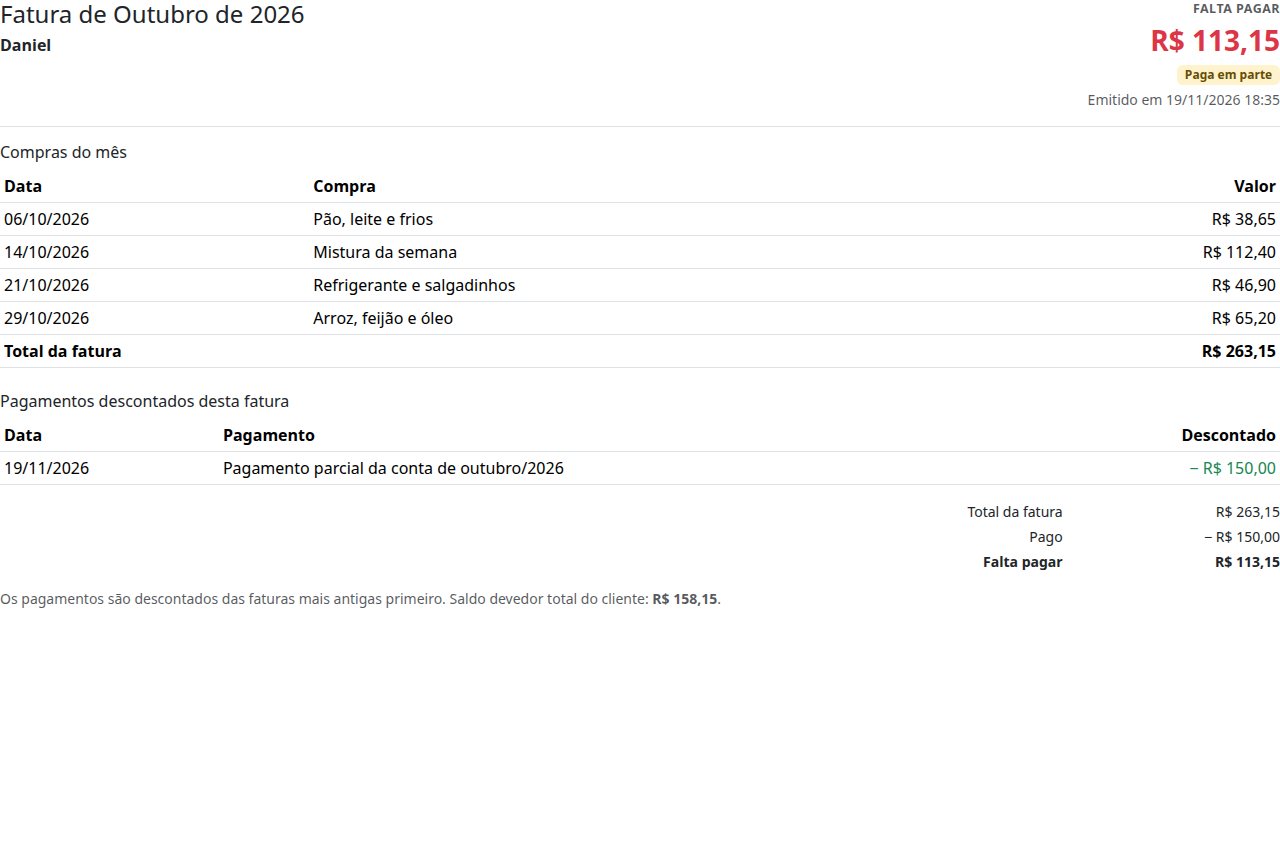 Fatura de Outubro de 2026
Daniel
FALTA PAGAR
R$ 113,15
Paga em parte
Emitido em 19/11/2026 18:35
Compras do mês
Data Compra Valor
06/10/2026 Pão, leite e frios R$ 38,65
14/10/2026 Mistura da semana R$ 112,40
21/10/2026 Refrigerante e salgadinhos R$ 46,90
29/10/2026 Arroz, feijão e óleo R$ 65,20
Total da fatura R$ 263,15
Pagamentos descontados desta fatura
Data Pagamento Descontado
19/11/2026 Pagamento parcial da conta de outubro/2026 − R$ 150,00
Total da fatura R$ 263,15
Pago − R$ 150,00
Falta pagar R$ 113,15
Os pagamentos são descontados das faturas mais antigas primeiro. Saldo devedor total do cliente: R$ 158,15.